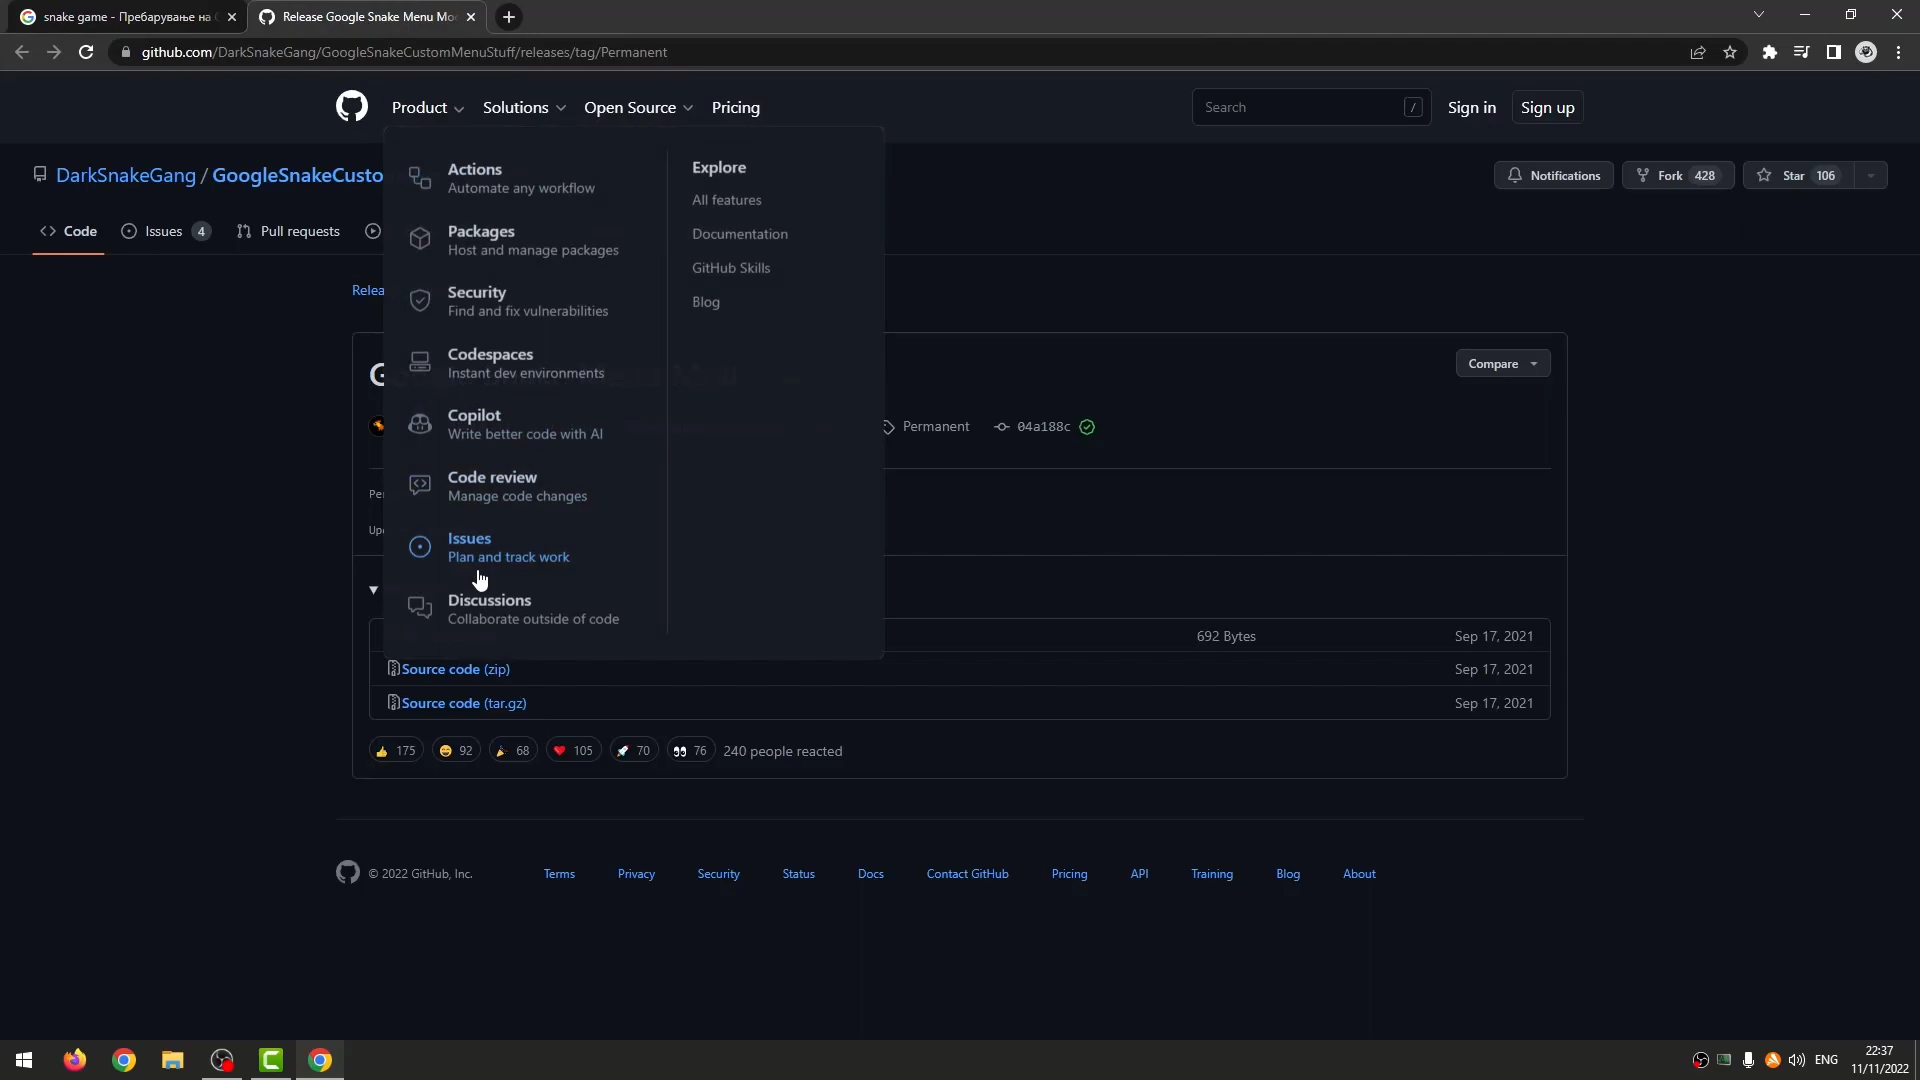 snake game - Пребарување на G
Release Google Snake Menu Mo
github.com/DarkSnakeGang/GoogleSnakeCustomMenuStuff/releases/tag/Permanent
Product
Solutions
Open Source
Pricing
Search
/
Sign in
Sign up
DarkSnakeGang / GoogleSnakeCusto
Notifications
Fork 428
Star 106
Code
Issues 4
Pull requests
Actions
Automate any workflow
Packages
Host and manage packages
Security
Find and fix vulnerabilities
Codespaces
Instant dev environments
Copilot
Write better code with AI
Code review
Manage code changes
Issues
Plan and track work
Discussions
Collaborate outside of code
Explore
All features
Documentation
GitHub Skills
Blog
Relea
G
Compare
Permanent
04a188c
Per
Upd
692 Bytes
Sep 17, 2021
Source code (zip)
Sep 17, 2021
Source code (tar.gz)
Sep 17, 2021
175
92
68
105
70
76
240 people reacted
© 2022 GitHub, Inc.
Terms
Privacy
Security
Status
Docs
Contact GitHub
Pricing
API
Training
Blog
About
ENG
22:37
11/11/2022